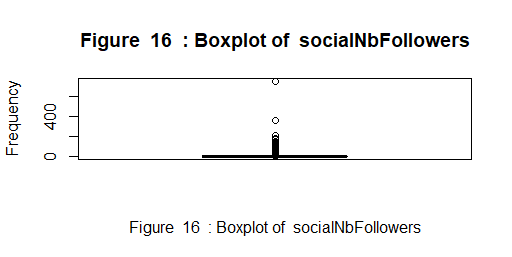 Figure 16 : Boxplot of socialNbFollowers
Frequency
400
0
Figure 16 : Boxplot of socialNbFollowers